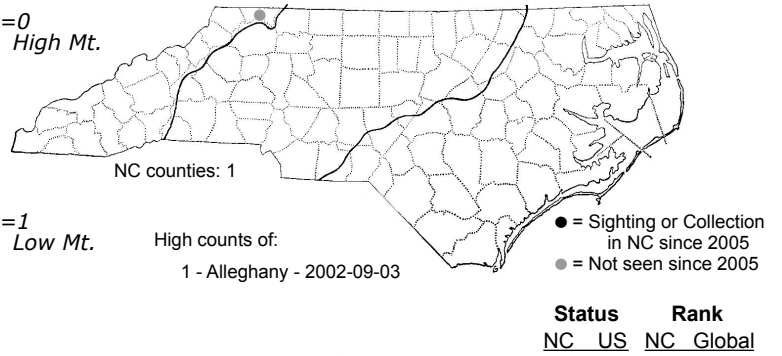 =0
High Mt.
NC counties: 1
=1
Low Mt.
High counts of:
1 - Alleghany - 2002-09-03
● = Sighting or Collection
in NC since 2005
● = Not seen since 2005
Status Rank
NC US NC Global